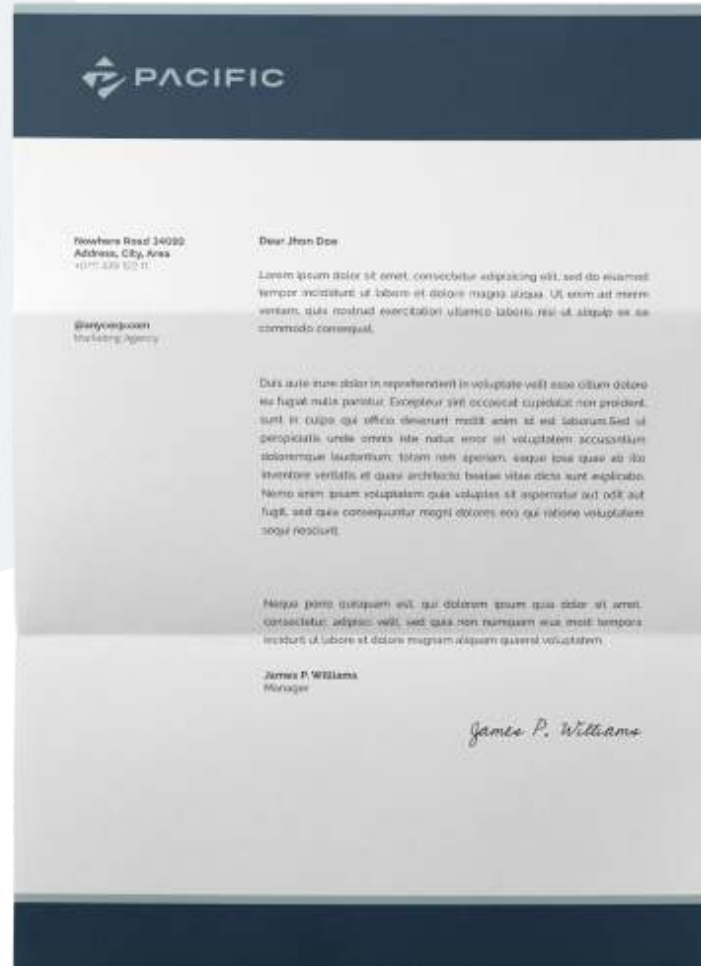 PACIFIC
Nowhere Road 34092
Address, City, Area
@anycorp.com
Marketing Agency
Dear Jhon Doe
Lorem ipsum dolor sit amet, consectetur adipisicing elit, sed do eiusmod
tempor incididunt ut labore et dolore magna aliqua. Ut enim ad minim
veniam, quis nostrud exercitation ullamco laboris nisi ut aliquip ex ea
commodo consequat.
Duis aute irure dolor in reprehenderit in voluptate velit esse cillum dolore
eu fugiat nulla pariatur. Excepteur sint occaecat cupidatat non proident,
sunt in culpa qui officia deserunt mollit anim id est laborum.Sed ut
perspiciatis unde omnis iste natus error sit voluptatem accusantium
doloremque laudantium, totam rem aperiam, eaque ipsa quae ab illo
inventore veritatis et quasi architecto beatae vitae dicta sunt explicabo.
Nemo enim ipsam voluptatem quia voluptas sit aspernatur aut odit aut
fugit, sed quia consequuntur magni dolores eos qui ratione voluptatem
sequi nesciunt.
Neque porro quisquam est, qui dolorem ipsum quia dolor sit amet,
consectetur, adipisci velit, sed quia non numquam eius modi tempora
incidunt ut labore et dolore magnam aliquam quaerat voluptatem.
James P. Williams
Manager
James P. Williams